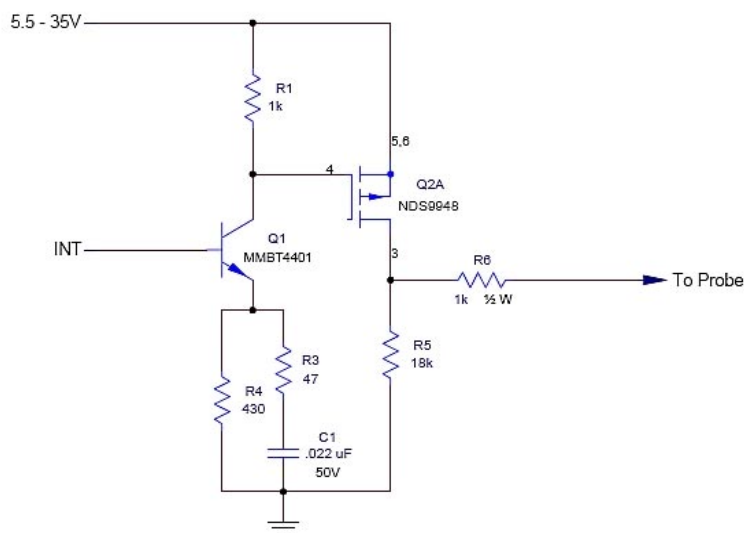 5.5 - 35V
R1
1k
5,6
4
Q2A
NDS9948
INT
Q1
MMBT4401
3
R6
1k ½ W
To Probe
R3
47
R5
18k
R4
430
C1
.022 uF
50V